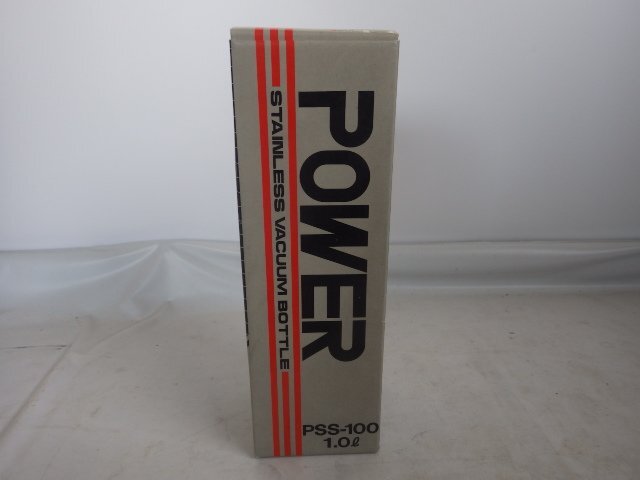 POWER
STAINLESS VACUUM BOTTLE
PSS-100
1.0ℓ